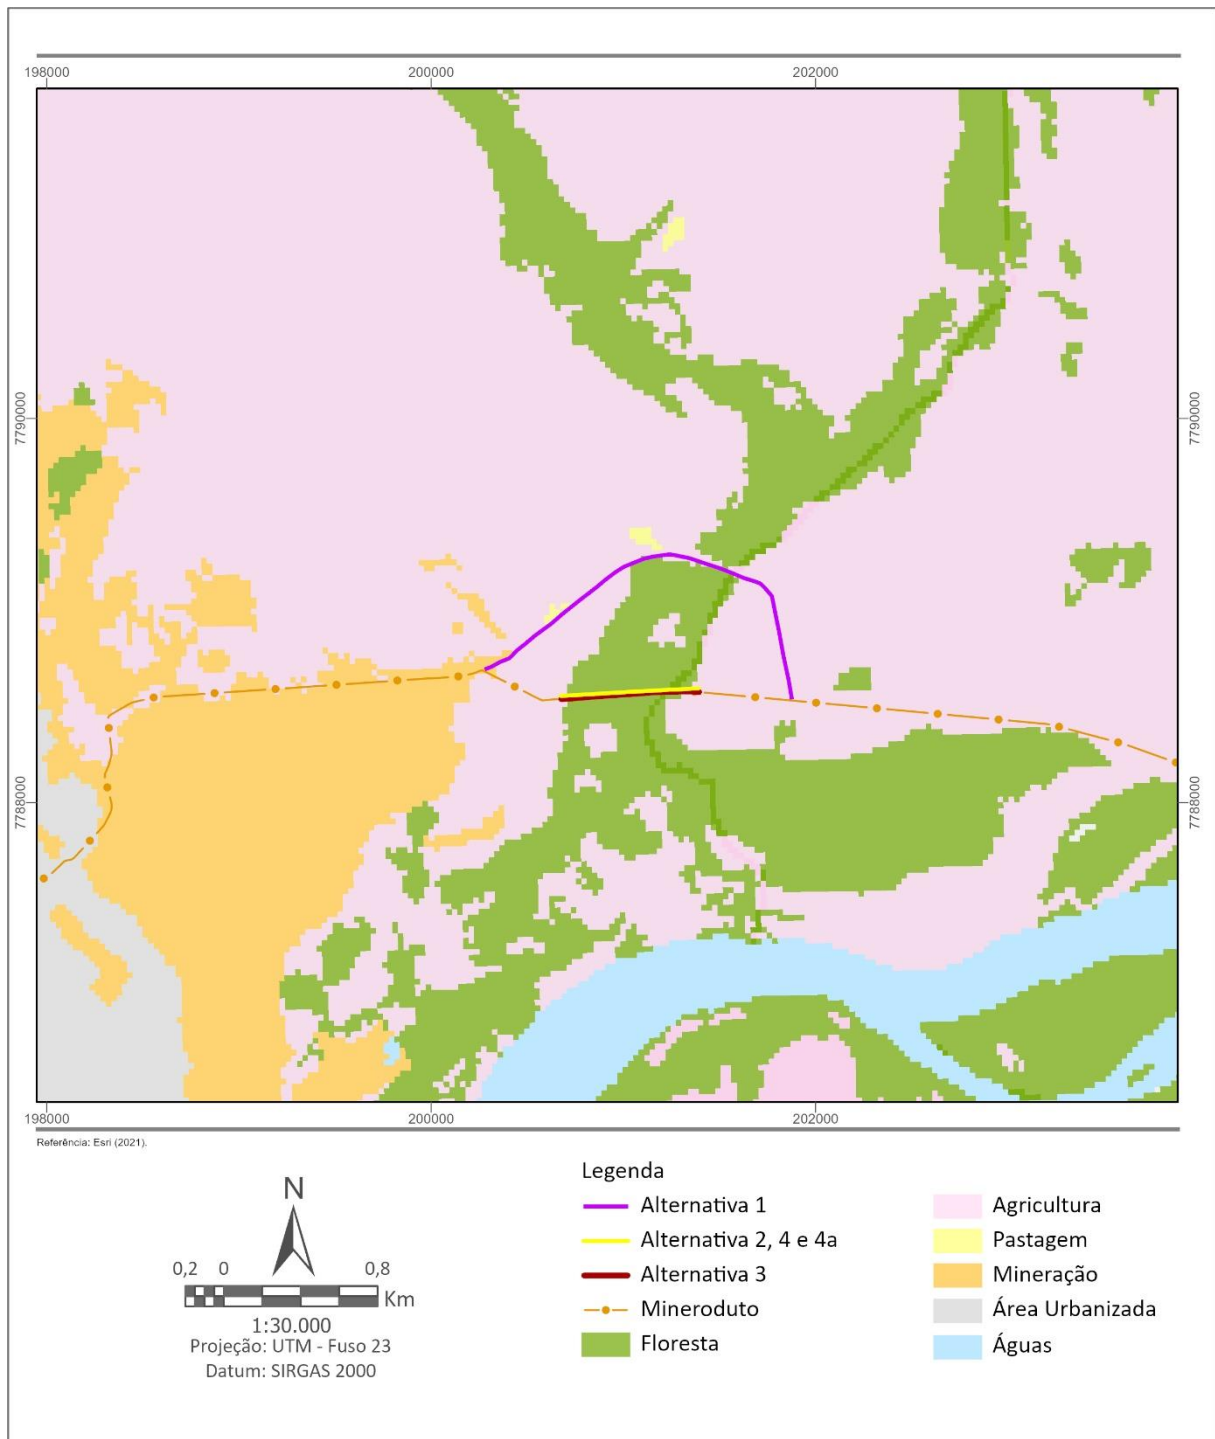 198000 200000 202000
7790000 7790000
7788000 7788000
198000 200000 202000
Referência: Esri (2021).
N
0,2 0 0,8
Km
1:30.000
Projeção: UTM - Fuso 23
Datum: SIRGAS 2000
Legenda
Alternativa 1
Alternativa 2, 4 e 4a
Alternativa 3
Mineroduto
Floresta
Agricultura
Pastagem
Mineração
Área Urbanizada
Águas